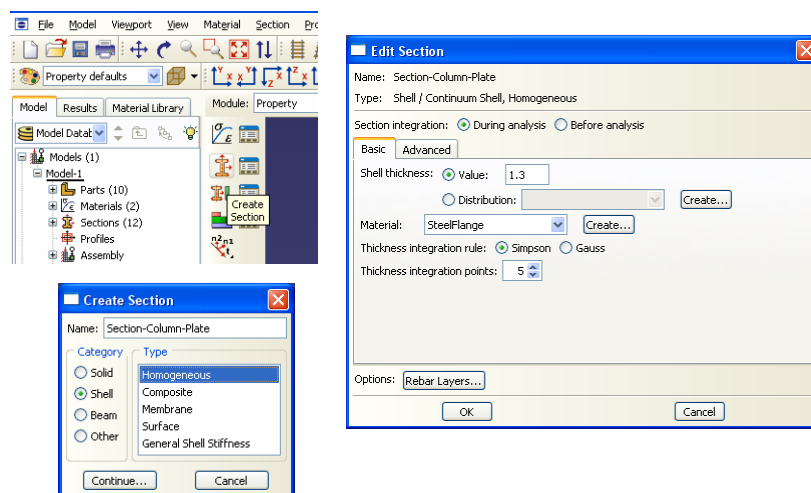 File Model Viewport View Material Section
Property defaults
Model Results Material Library Module: Property
Model Datab
Models (1)
Model-1
Parts (10)
Materials (2)
Sections (12)
Profiles
Assembly
Create
Section
n2 n1
t
Create Section
Name: Section-Column-Plate
Category Type
Solid
Shell
Beam
Other
Homogeneous
Composite
Membrane
Surface
General Shell Stiffness
Continue... Cancel
Edit Section
Name: Section-Column-Plate
Type: Shell / Continuum Shell, Homogeneous
Section integration: During analysis Before analysis
Basic Advanced
Shell thickness: Value: 1.3
Distribution: Create...
Material: SteelFlange Create...
Thickness integration rule: Simpson Gauss
Thickness integration points: 5
Options: Rebar Layers...
OK Cancel